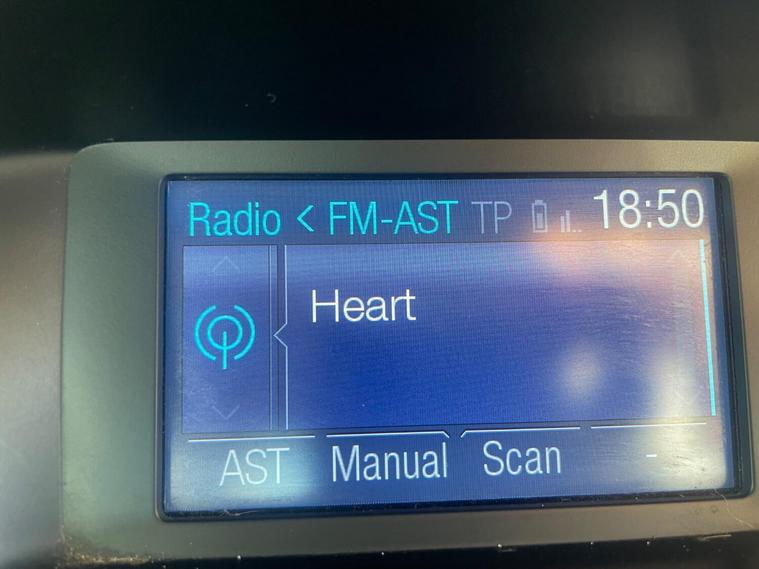 Radio < FM-AST TP 18:50
Heart
AST Manual Scan -